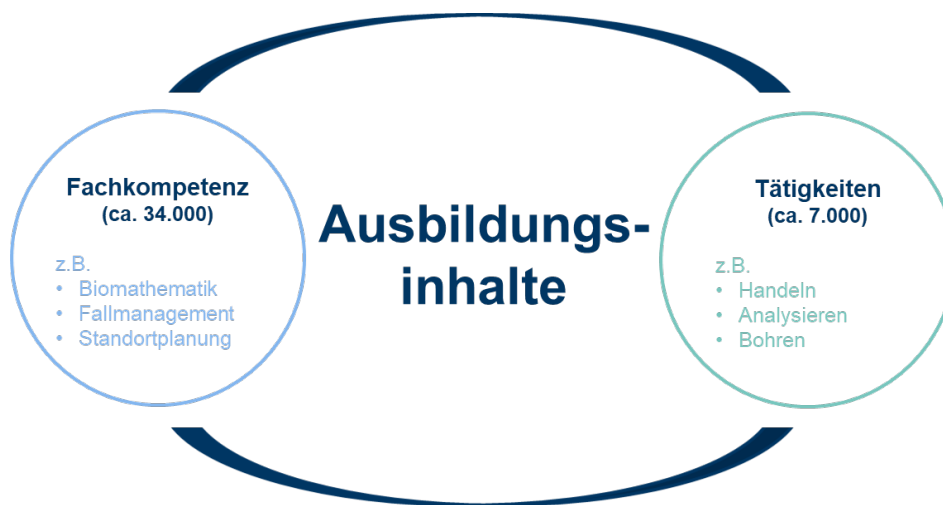 Fachkompetenz
(ca. 34.000)
z.B.
• Biomathematik
• Fallmanagement
• Standortplanung
Ausbildungs-
inhalte
Tätigkeiten
(ca. 7.000)
z.B.
• Handeln
• Analysieren
• Bohren